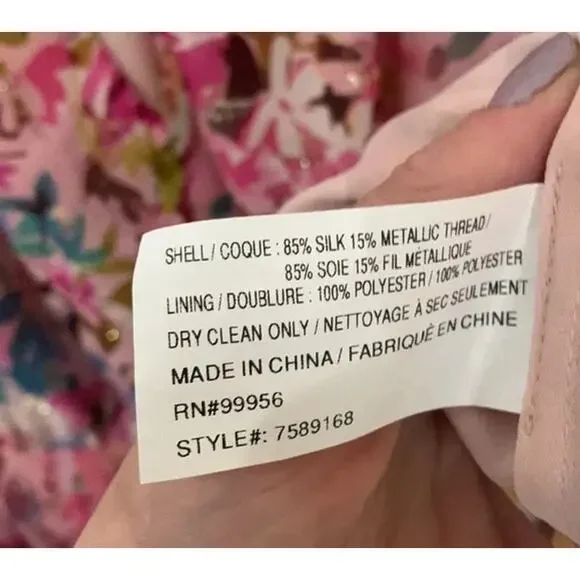 SHELL/ COQUE : 85% SILK 15% METALLIC THREAD/
85% SOIE 15% FIL MÉTALLIQUE
LINING / DOUBLURE : 100% POLYESTER / 100% POLYESTER
DRY CLEAN ONLY / NETTOYAGE À SEC SEULEMENT
MADE IN CHINA / FABRIQUÉ EN CHINE
RN#99956
STYLE#: 7589168